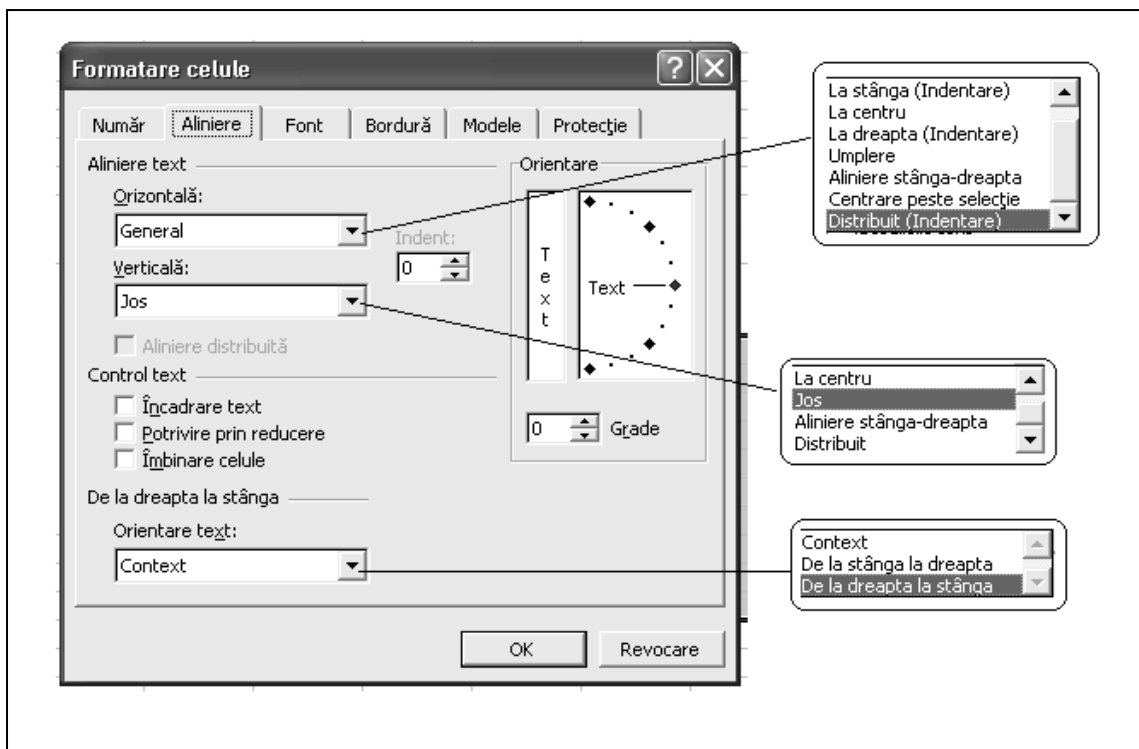 Formatare celule
Număr Aliniere Font Bordură Modele Protecţie
Aliniere text
Orizontală:
General
Indent:
0
Verticală:
Jos
Aliniere distribuită
Control text
Încadrare text
Potrivire prin reducere
Îmbinare celule
De la dreapta la stânga
Orientare text:
Context
Orientare
T
e
x
t
Text
0 Grade
OK Revocare
La stânga (Indentare)
La centru
La dreapta (Indentare)
Umplere
Aliniere stânga-dreapta
Centrare peste selecţie
Distribuit (Indentare)
La centru
Jos
Aliniere stânga-dreapta
Distribuit
Context
De la stânga la dreapta
De la dreapta la stânga